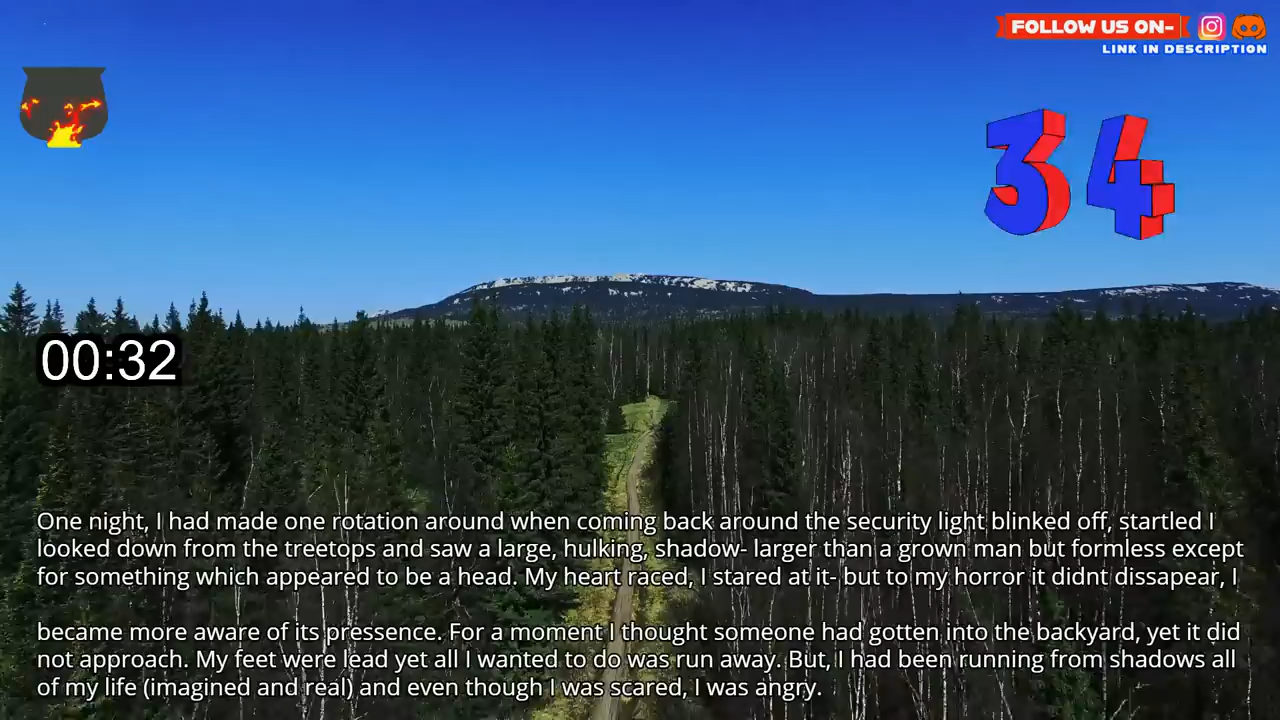 FOLLOW US ON-
LINK IN DESCRIPTION
34
00:32
One night, I had made one rotation around when coming back around the security light blinked off, startled I
looked down from the treetops and saw a large, hulking, shadow- larger than a grown man but formless except
for something which appeared to be a head. My heart raced, I stared at it- but to my horror it didnt dissapear, I
became more aware of its pressence. For a moment I thought someone had gotten into the backyard, yet it did
not approach. My feet were lead yet all I wanted to do was run away. But, I had been running from shadows all
of my life (imagined and real) and even though I was scared, I was angry.